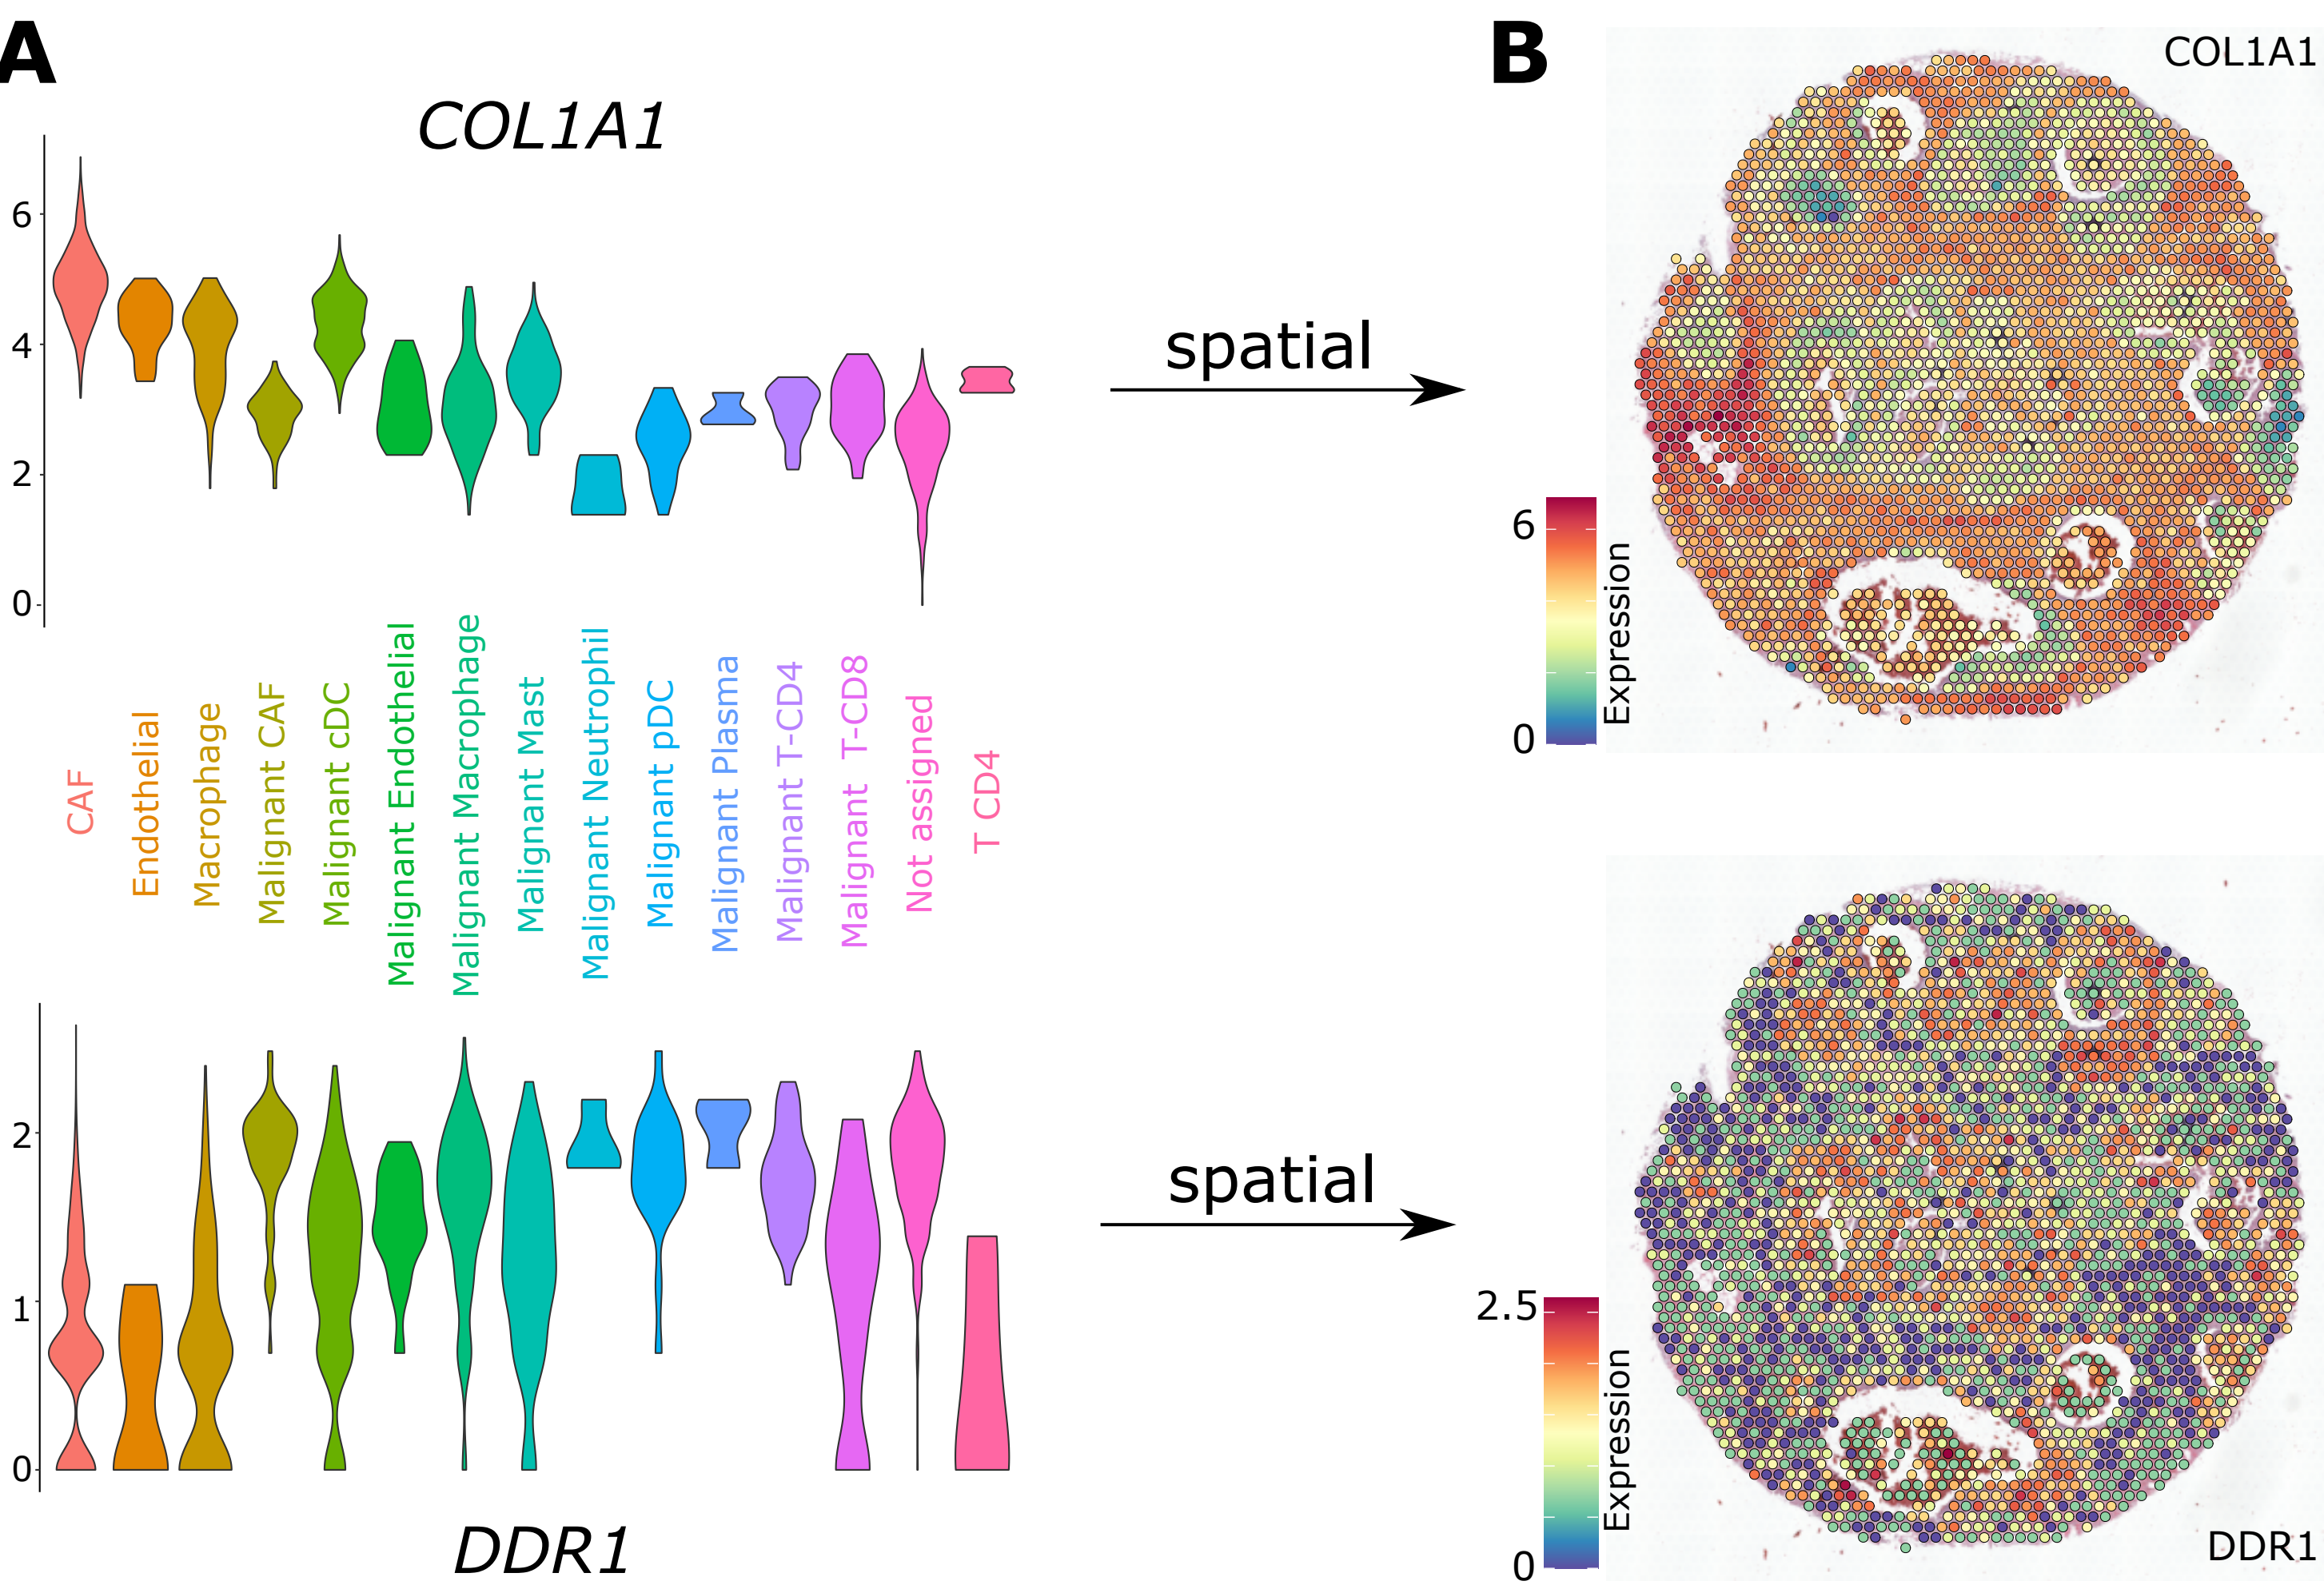 A
COL1A1
6
4
2
0
CAF
Endothelial
Macrophage
Malignant CAF
Malignant cDC
Malignant Endothelial
Malignant Macrophage
Malignant Mast
Malignant Neutrophil
Malignant pDC
Malignant Plasma
Malignant T-CD4
Malignant T-CD8
Not assigned
T CD4
2
1
0
DDR1
spatial
spatial
B
COL1A1
6
0
Expression
2.5
0
Expression
DDR1